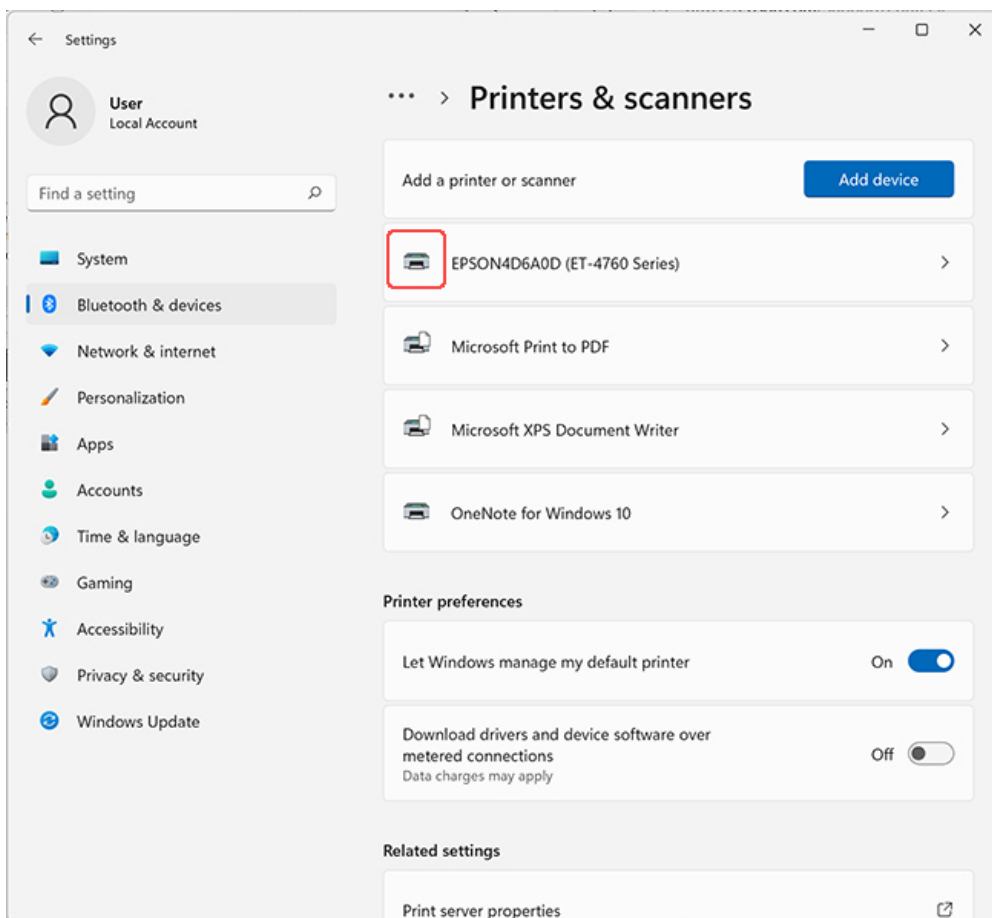 Settings
User
Local Account
Find a setting
System
Bluetooth & devices
Network & internet
Personalization
Apps
Accounts
Time & language
Gaming
Accessibility
Privacy & security
Windows Update
Printers & scanners
Add a printer or scanner
Add device
EPSON4D6A0D (ET-4760 Series)
Microsoft Print to PDF
Microsoft XPS Document Writer
OneNote for Windows 10
Printer preferences
Let Windows manage my default printer
On
Download drivers and device software over
metered connections
Data charges may apply
Off
Related settings
Print server properties